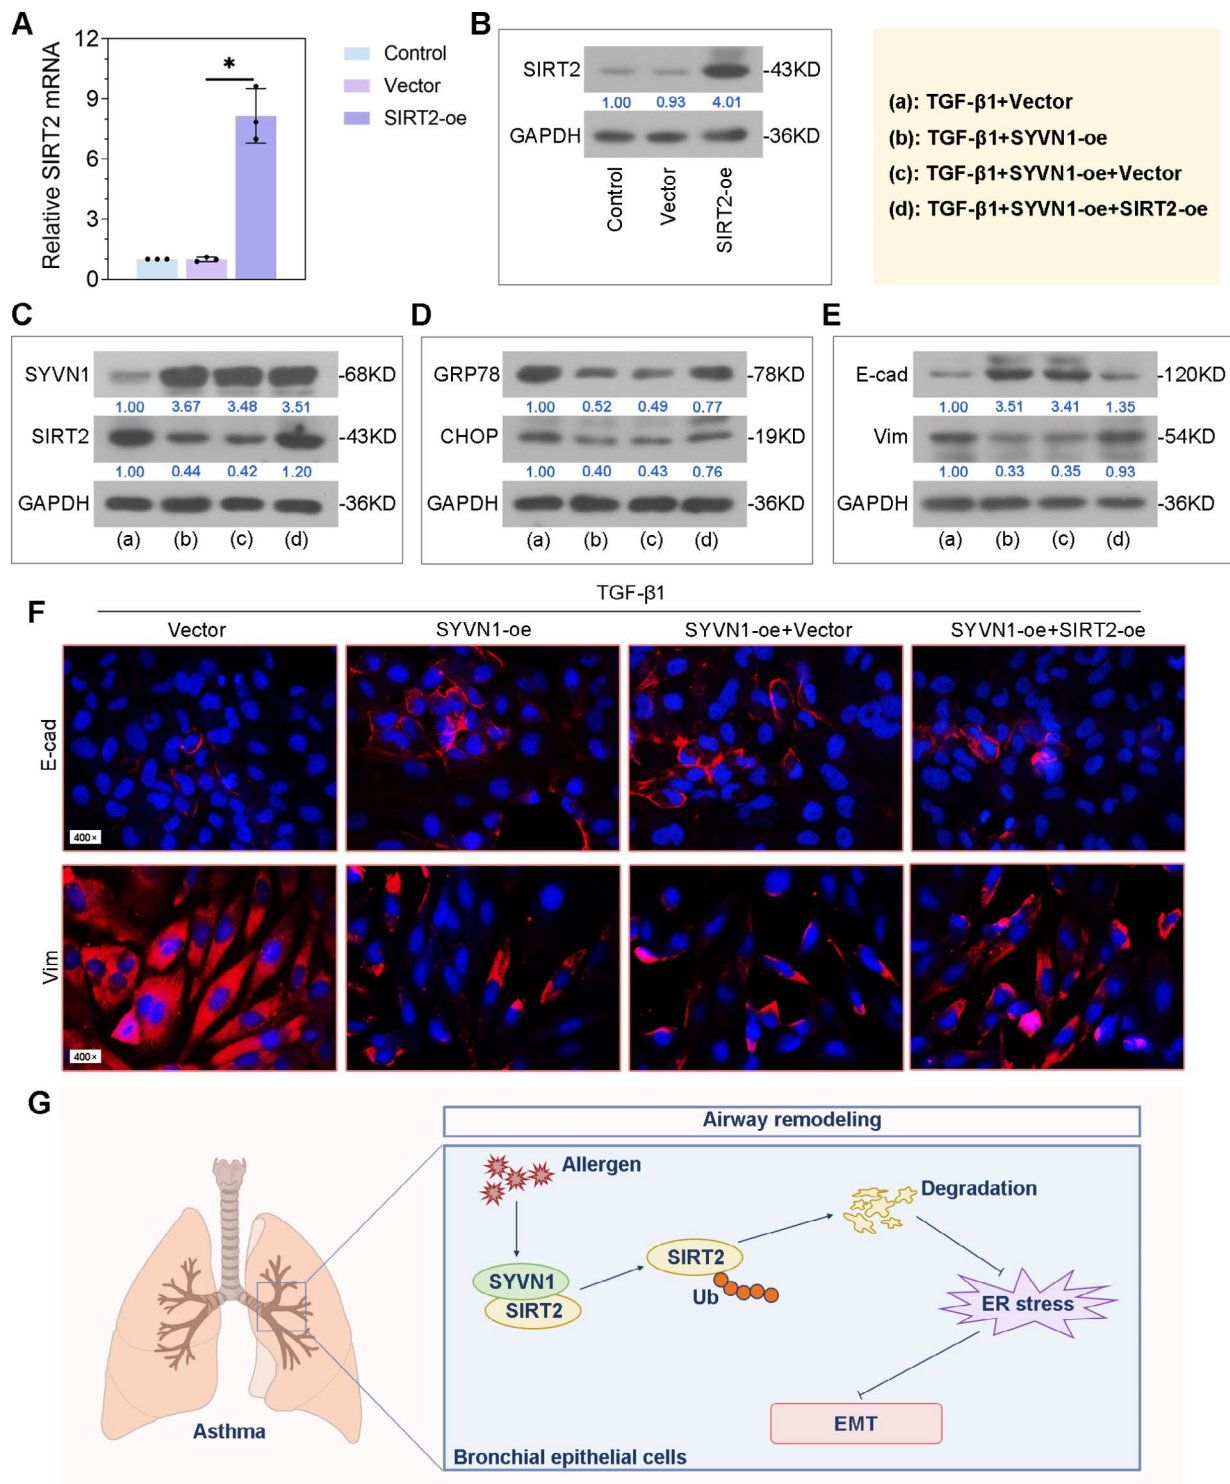 A
Relative SIRT2 mRNA
12
9
6
3
0
*
Control
Vector
SIRT2-oe
B
SIRT2
-43KD
1.00 0.93 4.01
GAPDH
-36KD
Control
Vector
SIRT2-oe
(a): TGF-β1+Vector
(b): TGF-β1+SYVN1-oe
(c): TGF-β1+SYVN1-oe+Vector
(d): TGF-β1+SYVN1-oe+SIRT2-oe
C
SYVN1
-68KD
1.00 3.67 3.48 3.51
SIRT2
-43KD
1.00 0.44 0.42 1.20
GAPDH
-36KD
(a) (b) (c) (d)
D
GRP78
-78KD
1.00 0.52 0.49 0.77
CHOP
-19KD
1.00 0.40 0.43 0.76
GAPDH
-36KD
(a) (b) (c) (d)
E
E-cad
-120KD
1.00 3.51 3.41 1.35
Vim
-54KD
1.00 0.33 0.35 0.93
GAPDH
-36KD
(a) (b) (c) (d)
F
TGF-β1
Vector SYVN1-oe SYVN1-oe+Vector SYVN1-oe+SIRT2-oe
E-cad
400×
Vim
400×
G
Airway remodeling
Allergen
Degradation
SYVN1
SIRT2
SIRT2
Ub
ER stress
EMT
Asthma
Bronchial epithelial cells